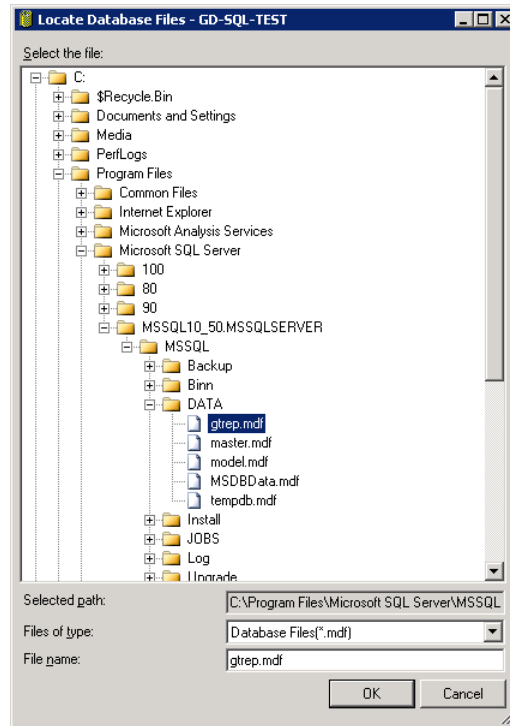 Locate Database Files - GD-SQL-TEST
Select the file:
C:
$Recycle.Bin
Documents and Settings
Media
PerfLogs
Program Files
Common Files
Internet Explorer
Microsoft Analysis Services
Microsoft SQL Server
100
80
90
MSSQL10_50.MSSQLSERVER
MSSQL
Backup
Binn
DATA
gtrep.mdf
master.mdf
model.mdf
MSDBData.mdf
tempdb.mdf
Install
JOBS
Log
Upgrade
Selected path: C:\Program Files\Microsoft SQL Server\MSSQL
Files of type: Database Files(*.mdf)
File name: gtrep.mdf
OK Cancel